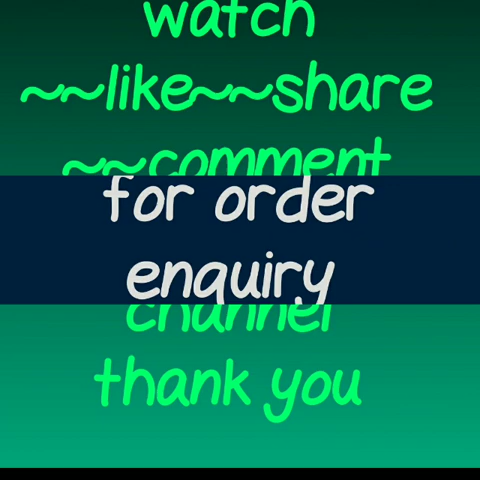 watch
~~like~~share
~~comment
for order
enquiry
channel
thank you